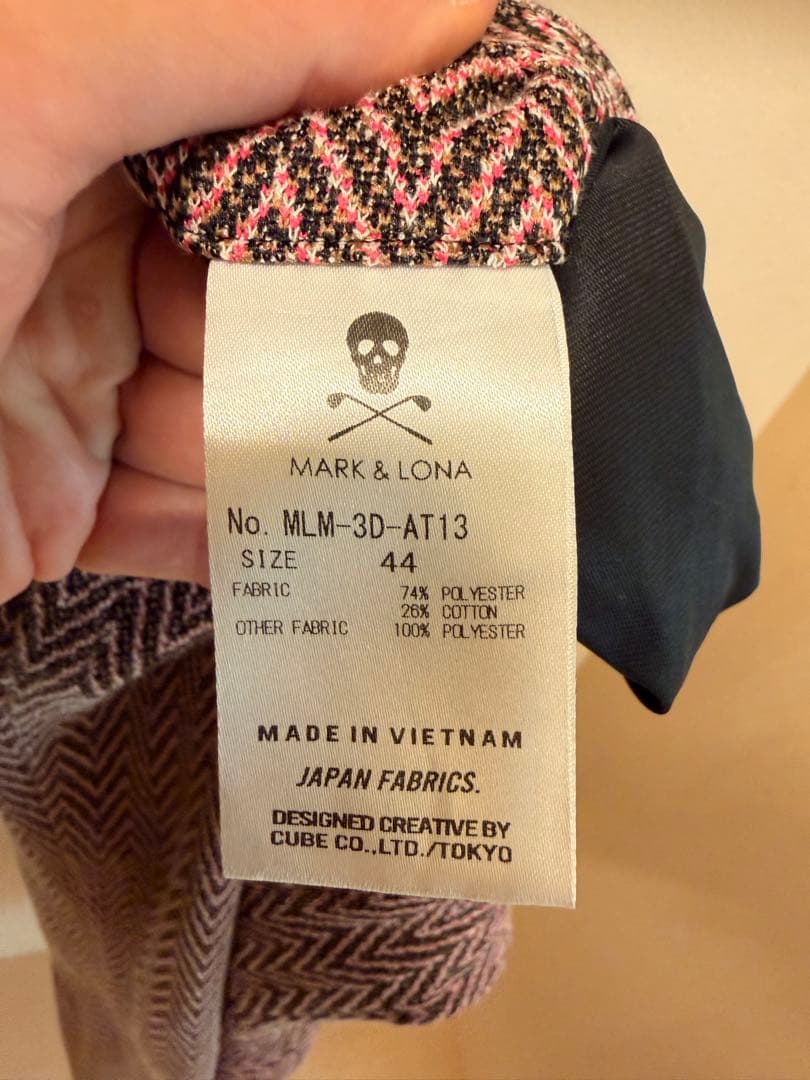 MARK & LONA
No. MLM-3D-AT13
SIZE 44
FABRIC 74% POLYESTER
26% COTTON
OTHER FABRIC 100% POLYESTER
MADE IN VIETNAM
JAPAN FABRICS.
DESIGNED CREATIVE BY
CUBE CO.,LTD./TOKYO